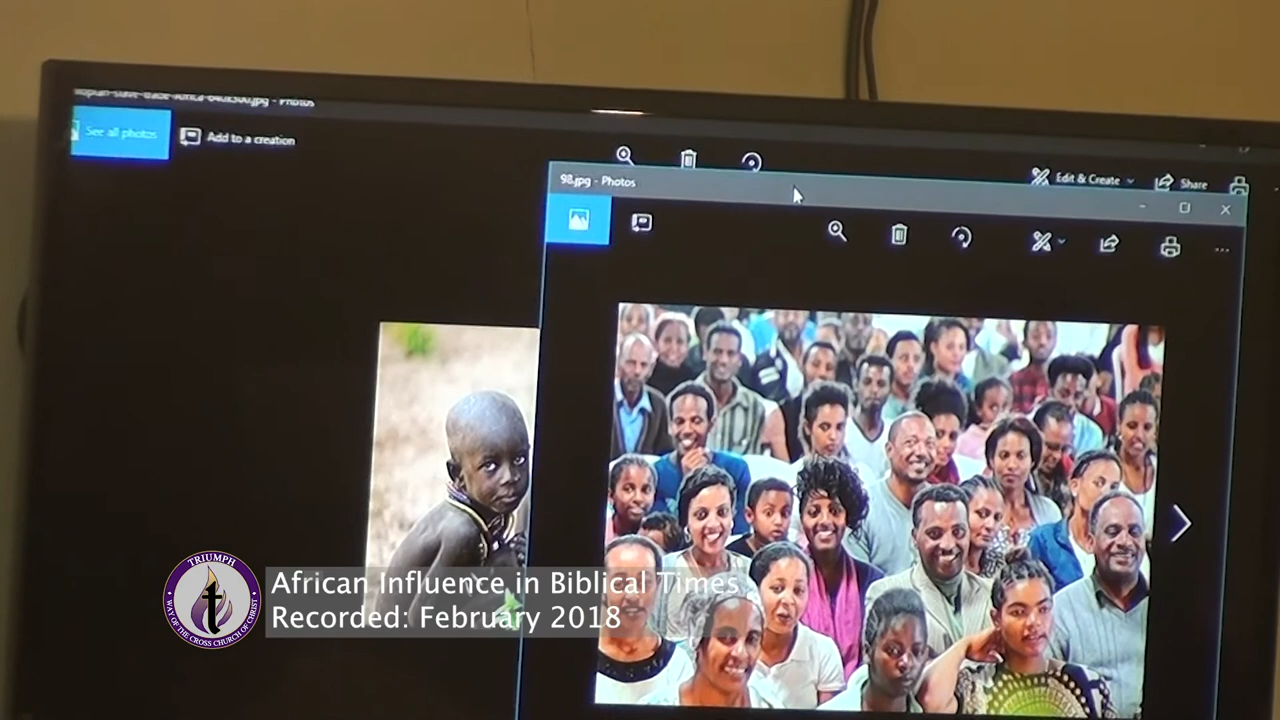 See all photos
Add to a creation
Edit & Create
Share
98.jpg - Photos
TRIUMPH
WAY OF THE CROSS CHURCH OF CHRIST
African Influence in Biblical Times
Recorded: February 2018